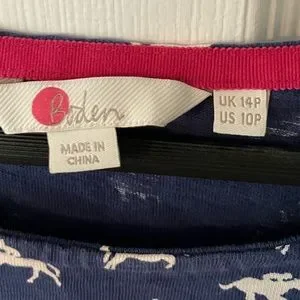 Boden
MADE IN
CHINA
UK 14P
US 10P